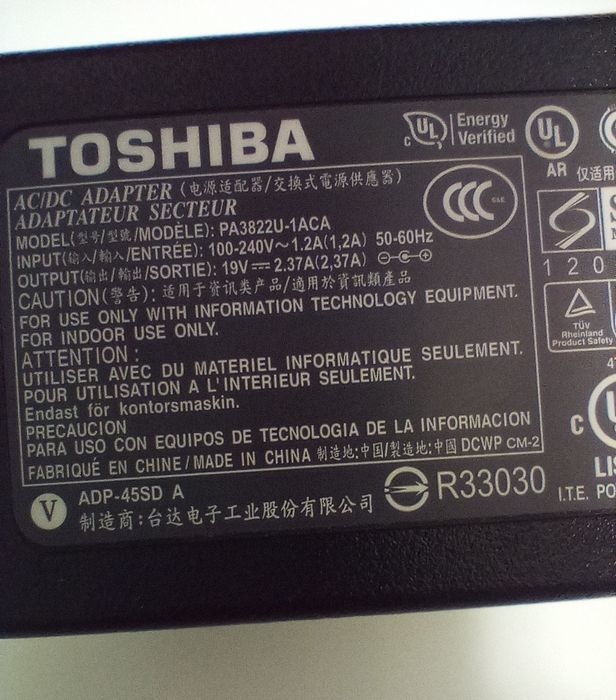 TOSHIBA
UL Energy Verified
UL
AR 仅适用
AC/DC ADAPTER (电源适配器/交換式電源供應器)
ADAPTATEUR SECTEUR
CCC S&E
MODEL(型号/型號/MODÈLE): PA3822U-1ACA
INPUT(输入/輸入/ENTRÉE): 100-240V~1.2A(1,2A) 50-60Hz
OUTPUT(输出/輸出/SORTIE): 19V 2.37A(2,37A)
CAUTION(警告): 适用于资讯类产品/適用於資訊類產品
FOR USE ONLY WITH INFORMATION TECHNOLOGY EQUIPMENT.
FOR INDOOR USE ONLY.
ATTENTION :
UTILISER AVEC DU MATERIEL INFORMATIQUE SEULEMENT.
POUR UTILISATION A L'INTERIEUR SEULEMENT.
Endast för kontorsmaskin.
PRECAUCION
PARA USO CON EQUIPOS DE TECNOLOGIA DE LA INFORMACION
FABRIQUÉ EN CHINE/MADE IN CHINA 制造地:中国/製造地:中國 DCWP CM-2
V ADP-45SD A
制造商:台达电子工业股份有限公司
R33030
120
TÜV
Rheinland
Product Safety
c
LIS
I.T.E. PO